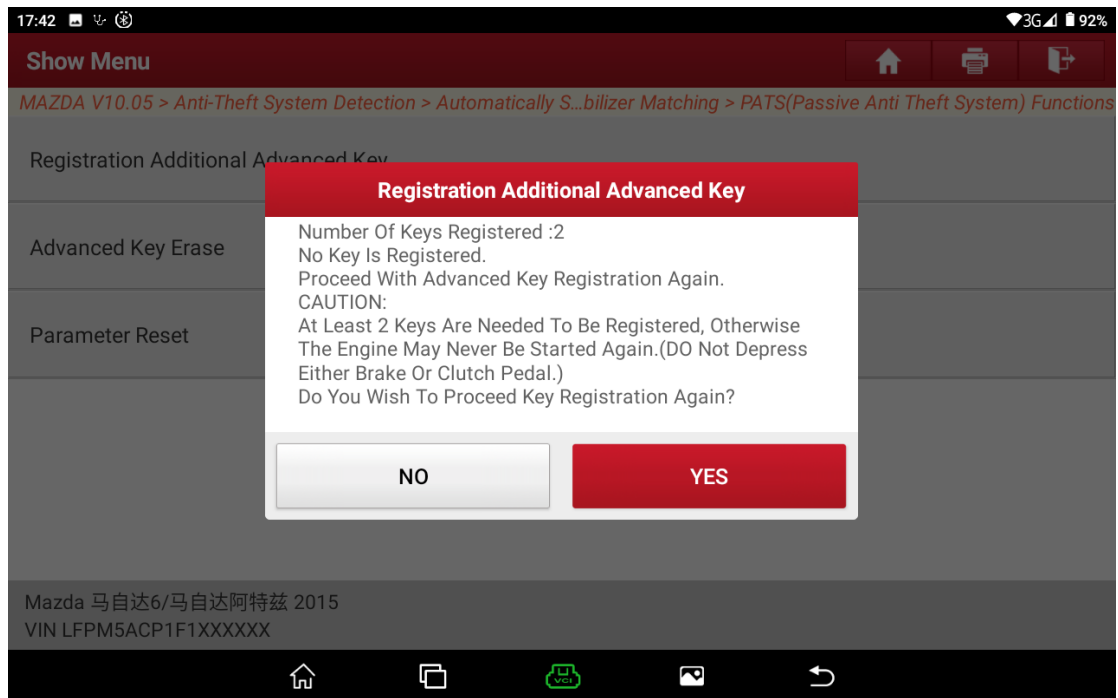 17:42
3G 92%
Show Menu
MAZDA V10.05 > Anti-Theft System Detection > Automatically S...bilizer Matching > PATS(Passive Anti Theft System) Functions
Registration Additional Advanced Key
Registration Additional Advanced Key
Number Of Keys Registered :2
No Key Is Registered.
Proceed With Advanced Key Registration Again.
CAUTION:
At Least 2 Keys Are Needed To Be Registered, Otherwise
The Engine May Never Be Started Again.(DO Not Depress
Either Brake Or Clutch Pedal.)
Do You Wish To Proceed Key Registration Again?
NO
YES
Advanced Key Erase
Parameter Reset
Mazda 马自达6/马自达阿特兹 2015
VIN LFPM5ACP1F1XXXXXX
VCI